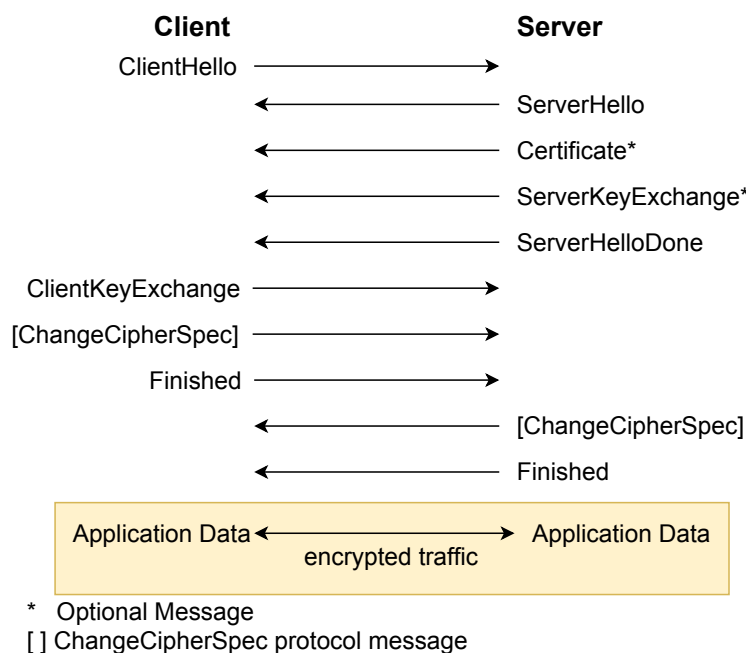 Client Server
ClientHello
ServerHello
Certificate*
ServerKeyExchange*
ServerHelloDone
ClientKeyExchange
[ChangeCipherSpec]
Finished
[ChangeCipherSpec]
Finished
Application Data Application Data
encrypted traffic
* Optional Message
[ ] ChangeCipherSpec protocol message